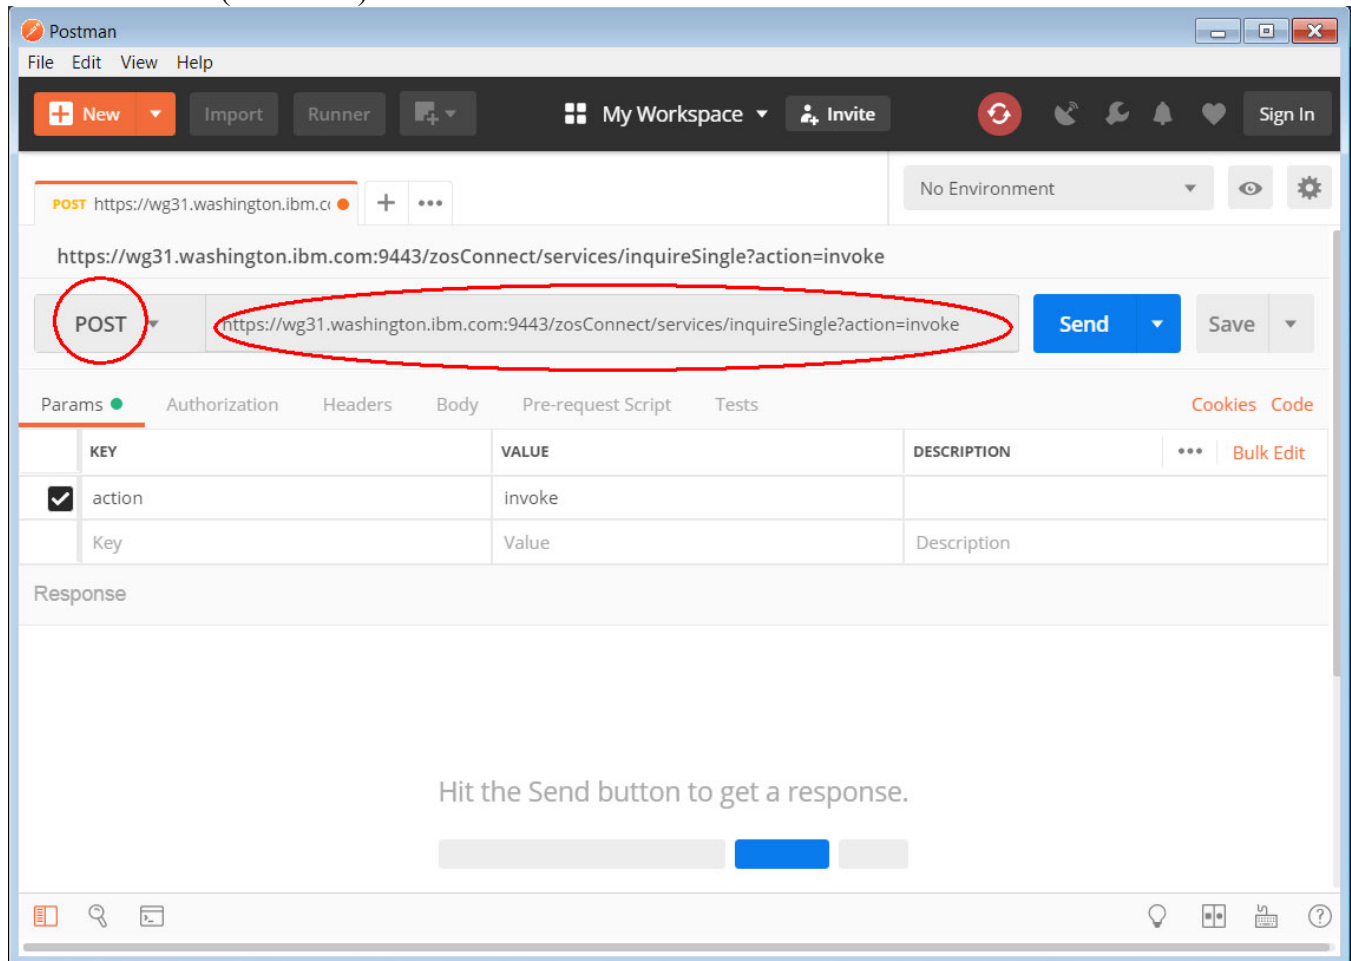 Postman
File Edit View Help
New Import Runner My Workspace Invite Sign In
POST https://wg31.washington.ibm.c No Environment
https://wg31.washington.ibm.com:9443/zosConnect/services/inquireSingle?action=invoke
POST https://wg31.washington.ibm.com:9443/zosConnect/services/inquireSingle?action=invoke Send Save
Params Authorization Headers Body Pre-request Script Tests Cookies Code
KEY VALUE DESCRIPTION Bulk Edit
action invoke
Key Value Description
Response
Hit the Send button to get a response.